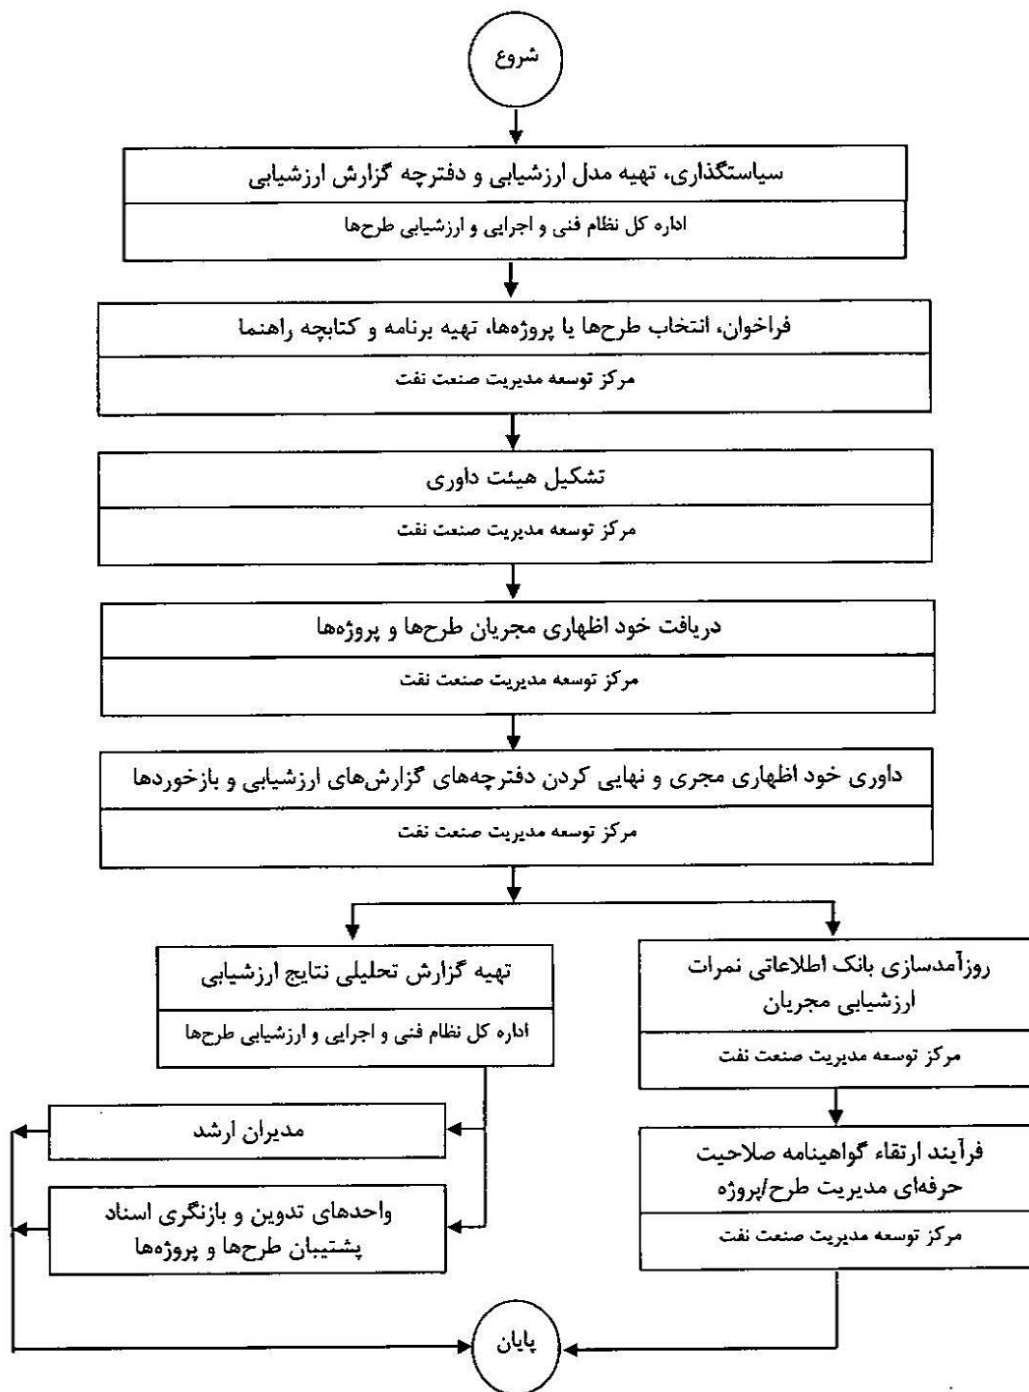 شروع
سیاستگذاری، تهیه مدل ارزشیابی و دفترچه گزارش ارزشیابی
اداره کل نظام فنی و اجرایی و ارزشیابی طرح‌ها
فراخوان، انتخاب طرح‌ها یا پروژه‌ها، تهیه برنامه و کتابچه راهنما
مرکز توسعه مدیریت صنعت نفت
تشکیل هیئت داوری
مرکز توسعه مدیریت صنعت نفت
دریافت خود اظهاری مجریان طرح‌ها و پروژه‌ها
مرکز توسعه مدیریت صنعت نفت
داوری خود اظهاری مجری و نهایی کردن دفترچه‌های گزارش‌های ارزشیابی و بازخوردها
مرکز توسعه مدیریت صنعت نفت
روزآمدسازی بانک اطلاعاتی نمرات
ارزشیابی مجریان
مرکز توسعه مدیریت صنعت نفت
فرآیند ارتقاء گواهینامه صلاحیت
حرفه‌ای مدیریت طرح/پروژه
مرکز توسعه مدیریت صنعت نفت
تهیه گزارش تحلیلی نتایج ارزشیابی
اداره کل نظام فنی و اجرایی و ارزشیابی طرح‌ها
مدیران ارشد
واحدهای تدوین و بازنگری اسناد
پشتیبان طرح‌ها و پروژه‌ها
پایان